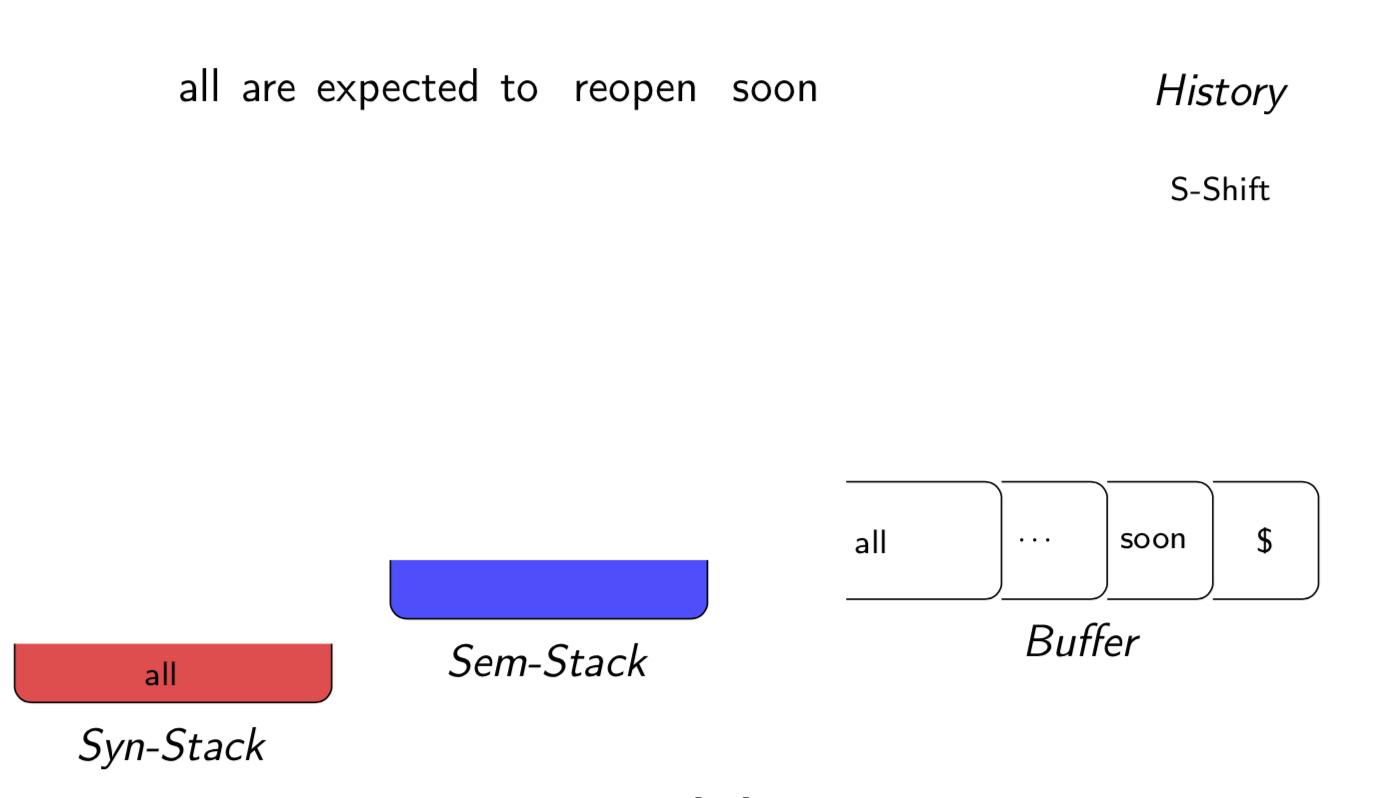 all are expected to reopen soon
History
S-Shift
all ... soon $
Buffer
Sem-Stack
all
Syn-Stack